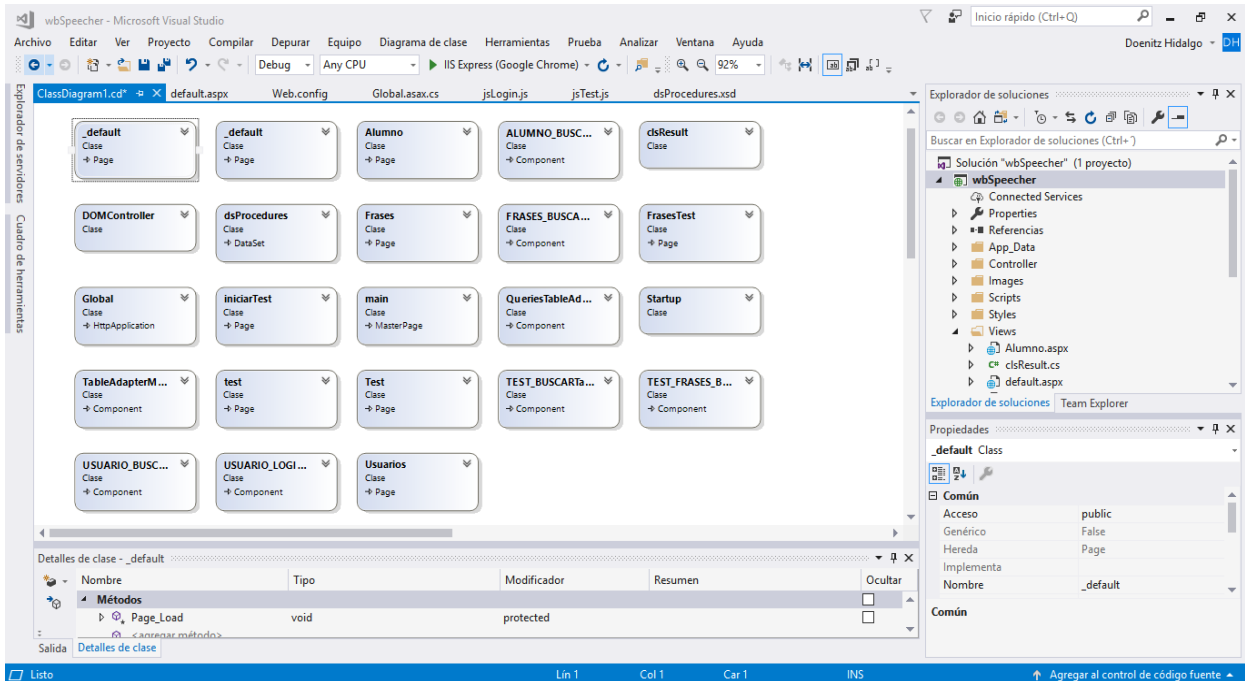 wbSpeecher - Microsoft Visual Studio
Inicio rápido (Ctrl+Q)
Archivo Editar Ver Proyecto Compilar Depurar Equipo Diagrama de clase Herramientas Prueba Analizar Ventana Ayuda
Doenitz Hidalgo DH
Debug Any CPU IIS Express (Google Chrome) 92%
Explorador de servidores
Cuadro de herramientas
ClassDiagram1.cd* default.aspx Web.config Global.asax.cs jsLogin.js jsTest.js dsProcedures.xsd
_default
Clase
Page
_default
Clase
Page
Alumno
Clase
Page
ALUMNO_BUSC...
Clase
Component
clsResult
Clase
DOMController
Clase
dsProcedures
Clase
DataSet
Frases
Clase
Page
FRASES_BUSCA...
Clase
Component
FrasesTest
Clase
Page
Global
Clase
HttpApplication
iniciarTest
Clase
Page
main
Clase
MasterPage
QueriesTableAd...
Clase
Component
Startup
Clase
TableAdapterM...
Clase
Component
test
Clase
Page
Test
Clase
Page
TEST_BUSCARTa...
Clase
Component
TEST_FRASES_B...
Clase
Component
USUARIO_BUSC...
Clase
Component
USUARIO_LOGI...
Clase
Component
Usuarios
Clase
Page
Detalles de clase - _default
Nombre Tipo Modificador Resumen Ocultar
Métodos
Page_Load void protected
<agregar método>
Salida Detalles de clase
Explorador de soluciones
Buscar en Explorador de soluciones (Ctrl+´)
Solución "wbSpeecher" (1 proyecto)
wbSpeecher
Connected Services
Properties
Referencias
App_Data
Controller
Images
Scripts
Styles
Views
Alumno.aspx
C# clsResult.cs
default.aspx
Explorador de soluciones Team Explorer
Propiedades
_default Class
Común
Acceso public
Genérico False
Hereda Page
Implementa
Nombre _default
Común
Listo Lín 1 Col 1 Car 1 INS Agregar al control de código fuente